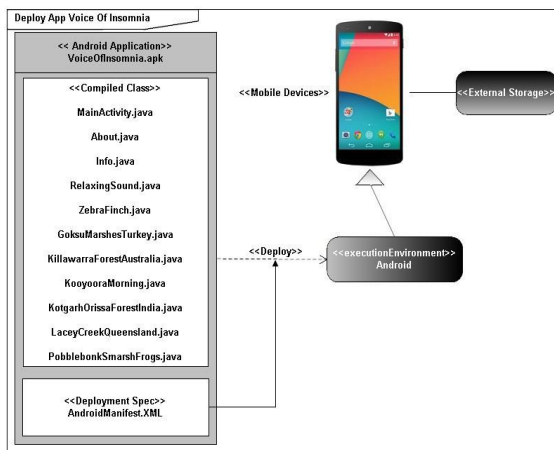 Deploy App Voice Of Insomnia
<< Android Application>>
VoiceOfInsomnia.apk
<<Compiled Class>>
MainActivity.java
About.java
Info.java
RelaxingSound.java
ZebraFinch.java
GoksuMarshesTurkey.java
KillawarraForestAustralia.java
KooyooraMorning.java
KotgarhOrissaForestIndia.java
LaceyCreekQueensland.java
PobblebonkSmarshFrogs.java
<<Deployment Spec>>
AndroidManifest.XML
<<Deploy>>
<<Mobile Devices>>
<<External Storage>>
<<executionEnvironment>>
Android